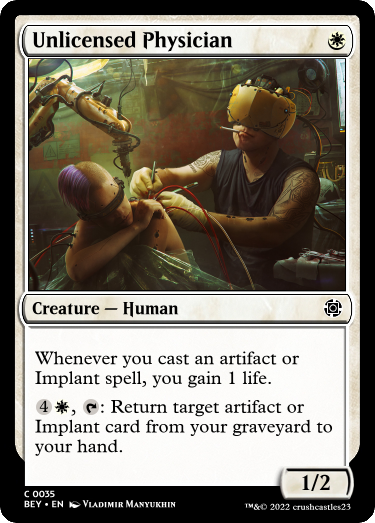 Unlicensed Physician
Creature — Human
Whenever you cast an artifact or
Implant spell, you gain 1 life.
4, : Return target artifact or
Implant card from your graveyard to
your hand.
1/2
C 0035
BEY • EN Vladimir Manyukhin
™&© 2022 crushcastles23